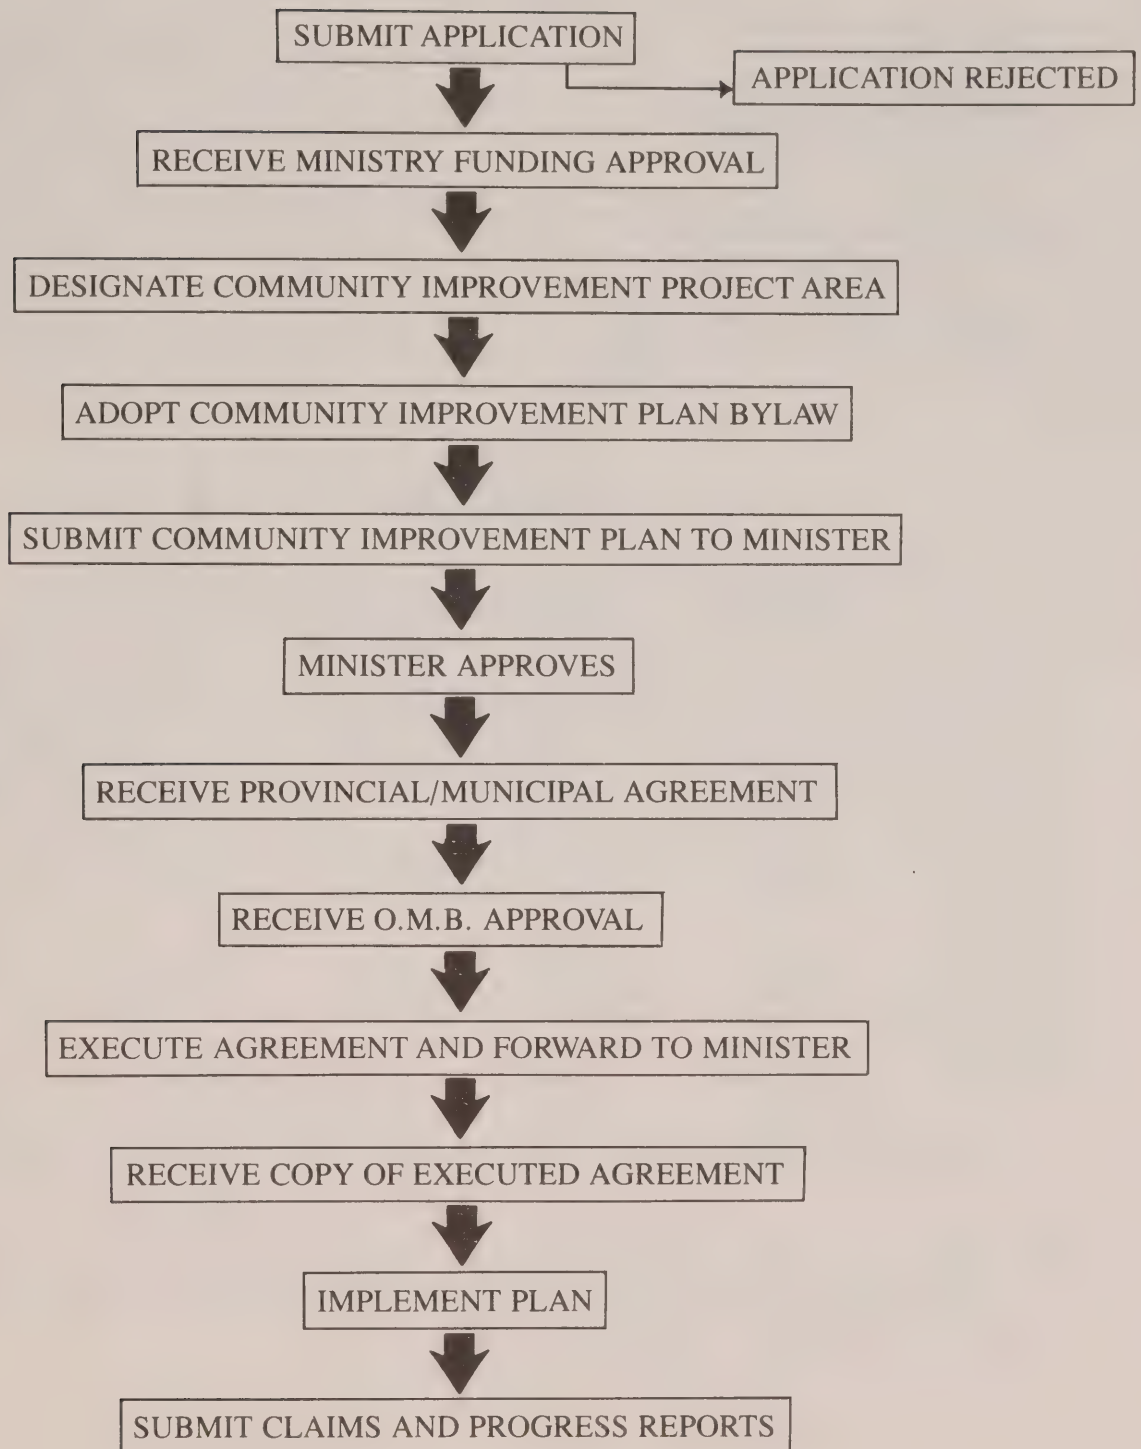 SUBMIT APPLICATION
APPLICATION REJECTED
RECEIVE MINISTRY FUNDING APPROVAL
DESIGNATE COMMUNITY IMPROVEMENT PROJECT AREA
ADOPT COMMUNITY IMPROVEMENT PLAN BYLAW
SUBMIT COMMUNITY IMPROVEMENT PLAN TO MINISTER
MINISTER APPROVES
RECEIVE PROVINCIAL/MUNICIPAL AGREEMENT
RECEIVE O.M.B. APPROVAL
EXECUTE AGREEMENT AND FORWARD TO MINISTER
RECEIVE COPY OF EXECUTED AGREEMENT
IMPLEMENT PLAN
SUBMIT CLAIMS AND PROGRESS REPORTS